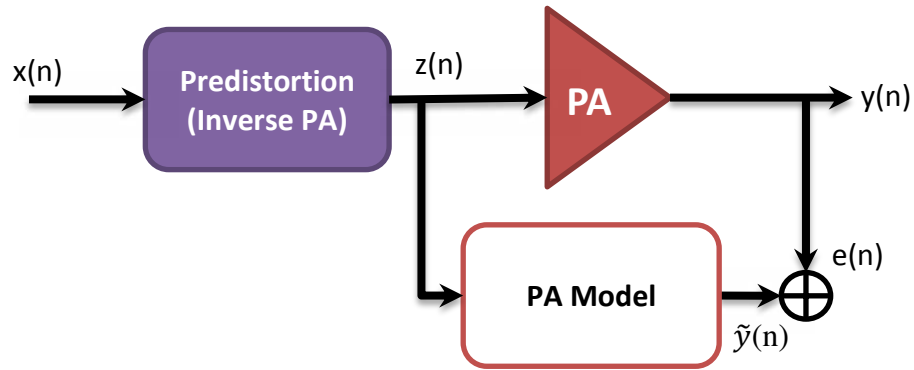 x(n)
Predistortion
(Inverse PA)
z(n)
PA
y(n)
e(n)
PA Model
ỹ(n)